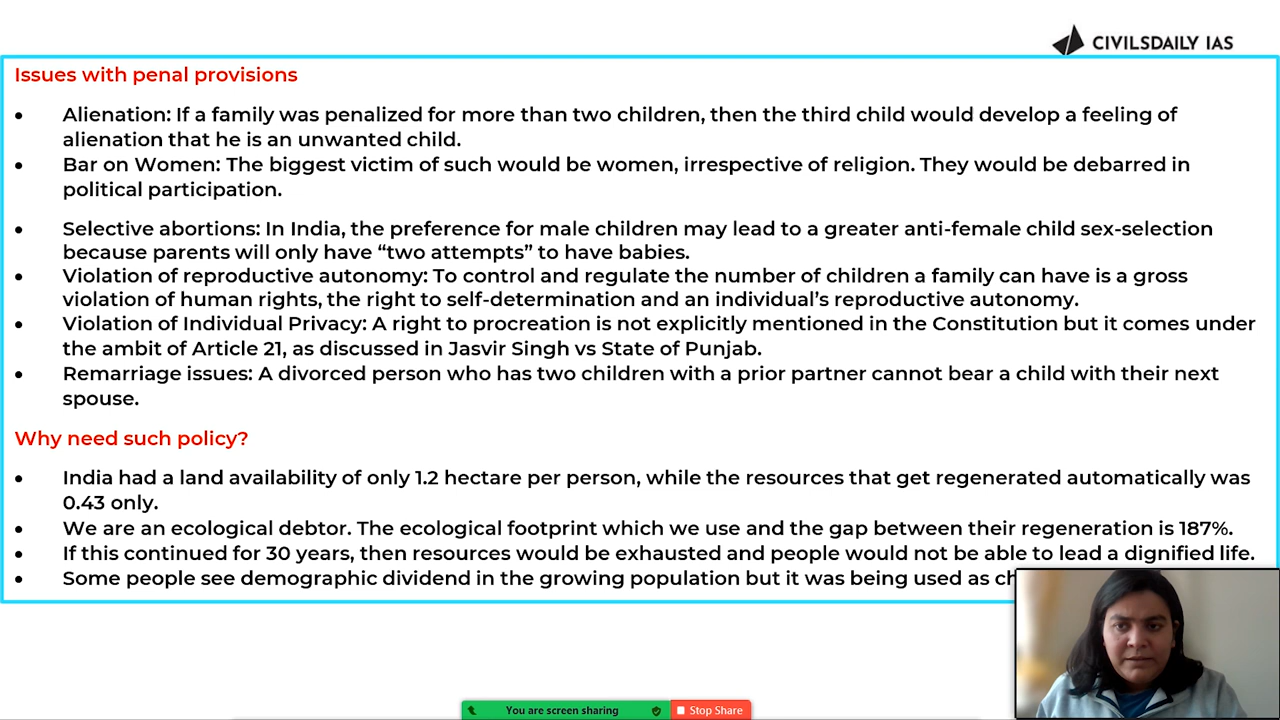 CIVILSDAILY IAS
Issues with penal provisions
• Alienation: If a family was penalized for more than two children, then the third child would develop a feeling of
alienation that he is an unwanted child.
• Bar on Women: The biggest victim of such would be women, irrespective of religion. They would be debarred in
political participation.
• Selective abortions: In India, the preference for male children may lead to a greater anti-female child sex-selection
because parents will only have “two attempts” to have babies.
• Violation of reproductive autonomy: To control and regulate the number of children a family can have is a gross
violation of human rights, the right to self-determination and an individual’s reproductive autonomy.
• Violation of Individual Privacy: A right to procreation is not explicitly mentioned in the Constitution but it comes under
the ambit of Article 21, as discussed in Jasvir Singh vs State of Punjab.
• Remarriage issues: A divorced person who has two children with a prior partner cannot bear a child with their next
spouse.
Why need such policy?
• India had a land availability of only 1.2 hectare per person, while the resources that get regenerated automatically was
0.43 only.
• We are an ecological debtor. The ecological footprint which we use and the gap between their regeneration is 187%.
• If this continued for 30 years, then resources would be exhausted and people would not be able to lead a dignified life.
• Some people see demographic dividend in the growing population but it was being used as
You are screen sharing
Stop Share